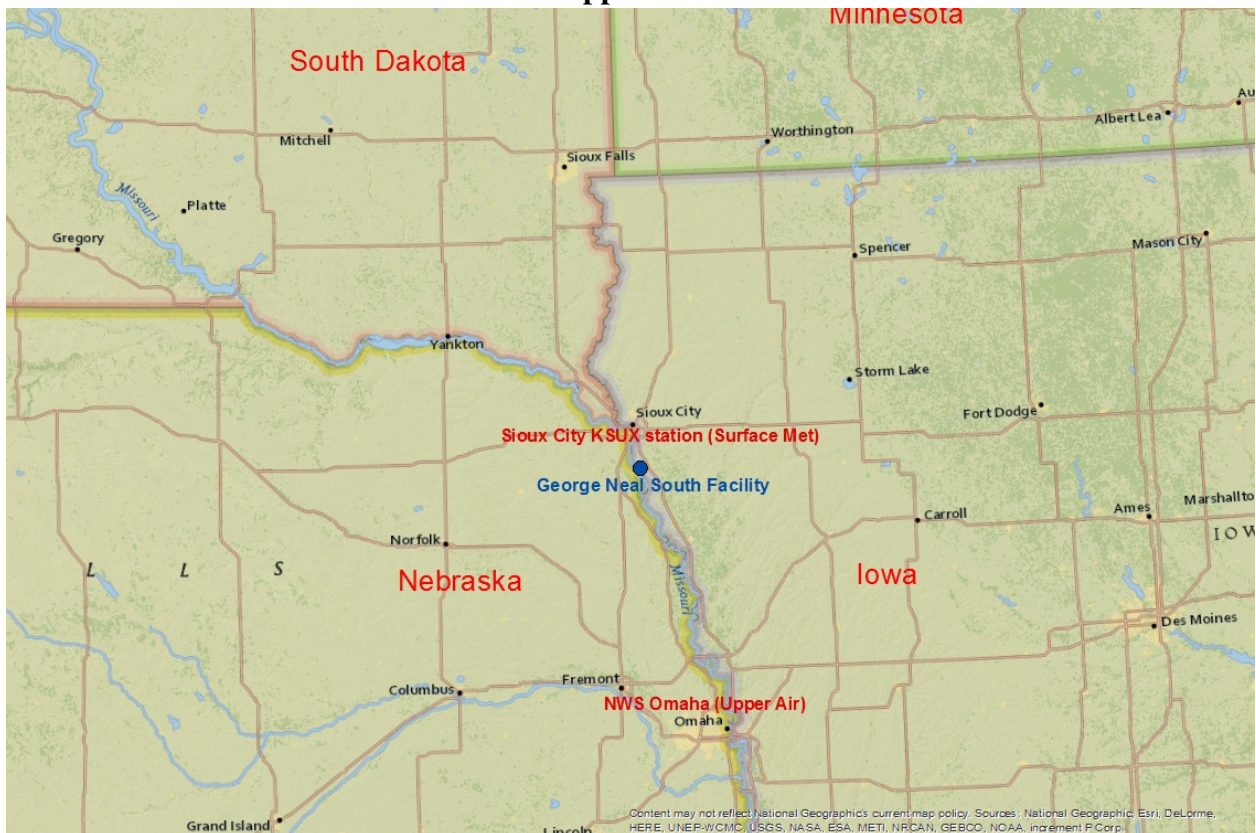 Minnesota
South Dakota
Au
Albert Lea
Worthington
Mitchell
Sioux Falls
Missouri
Platte
Gregory
Mason City
Spencer
Yankton
Storm Lake
Fort Dodge
Sioux City
Sioux City KSUX station (Surface Met)
George Neal South Facility
Marshallto
Ames
Carroll
IOW
Norfolk
L L S
Nebraska
Missouri
Iowa
Des Moines
Fremont
Columbus
NWS Omaha (Upper Air)
Omaha
Grand Island
Lincoln
Content may not reflect National Geographic's current map policy. Sources: National Geographic, Esri, DeLorme,
HERE, UNEP-WCMC, USGS, NASA, ESA, METI, NRCAN, GEBCO, NOAA, increment P Corp.